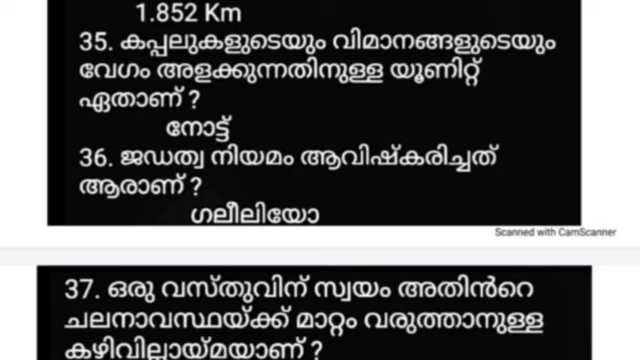 1.852 Km
35. കപ്പലുകളുടെയും വിമാനങ്ങളുടെയും
വേഗം അളക്കുന്നതിനുള്ള യൂണിറ്റ്
ഏതാണ് ?
നോട്ട്
36. ജഡത്വ നിയമം ആവിഷ്കരിച്ചത്
ആരാണ് ?
ഗലീലിയോ
Scanned with CamScanner
37. ഒരു വസ്തുവിന് സ്വയം അതിൻറെ
ചലനാവസ്ഥയ്ക്ക് മാറ്റം വരുത്താനുള്ള
കഴിവില്ലായ്മയാണ് ?